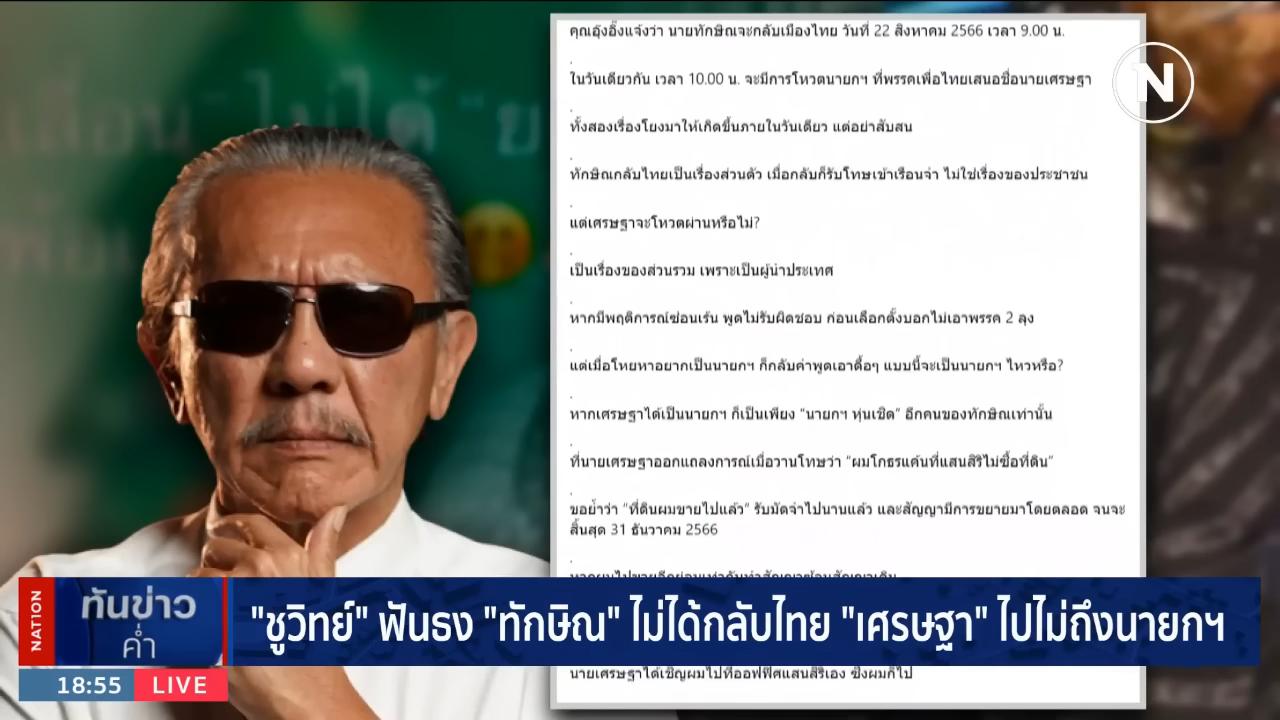 คุณอุ๊งอิ๊งแจ้งว่า นายทักษิณจะกลับเมืองไทย วันที่ 22 สิงหาคม 2566 เวลา 9.00 น.
.
ในวันเดียวกัน เวลา 10.00 น. จะมีการโหวตนายกฯ ที่พรรคเพื่อไทยเสนอชื่อนายเศรษฐา
.
ทั้งสองเรื่องโยงมาให้เกิดขึ้นภายในวันเดียว แต่อย่าสับสน
.
ทักษิณกลับไทยเป็นเรื่องส่วนตัว เมื่อกลับก็รับโทษเข้าเรือนจำ ไม่ใช่เรื่องของประชาชน
.
แต่เศรษฐาจะโหวตผ่านหรือไม่?
.
เป็นเรื่องของส่วนรวม เพราะเป็นผู้นำประเทศ
.
หากมีพฤติการณ์ซ่อนเร้น พูดไม่รับผิดชอบ ก่อนเลือกตั้งบอกไม่เอาพรรค 2 ลุง
.
แต่เมื่อโหยหาอยากเป็นนายกฯ ก็กลับคำพูดเอาดื้อๆ แบบนี้จะเป็นนายกฯ ไหวหรือ?
.
หากเศรษฐาได้เป็นนายกฯ ก็เป็นเพียง "นายกฯ หุ่นเชิด" อีกคนของทักษิณเท่านั้น
.
ที่นายเศรษฐาออกแถลงการณ์เมื่อวานโทษว่า "ผมโกธรแค้นที่แสนสิริไม่ซื้อที่ดิน"
.
ขอย้ำว่า "ที่ดินผมขายไปแล้ว" รับมัดจำไปนานแล้ว และสัญญามีการขยายมาโดยตลอด จนจะ
สิ้นสุด 31 ธันวาคม 2566
.
N
NATION
ทันข่าว
ค่ำ
"ชูวิทย์" ฟันธง "ทักษิณ" ไม่ได้กลับไทย "เศรษฐา" ไปไม่ถึงนายกฯ
18:55 LIVE
นายเศรษฐาได้เชิญผมไปที่ออฟฟิศแสนสิริเอง ซึ่งผมก็ไป